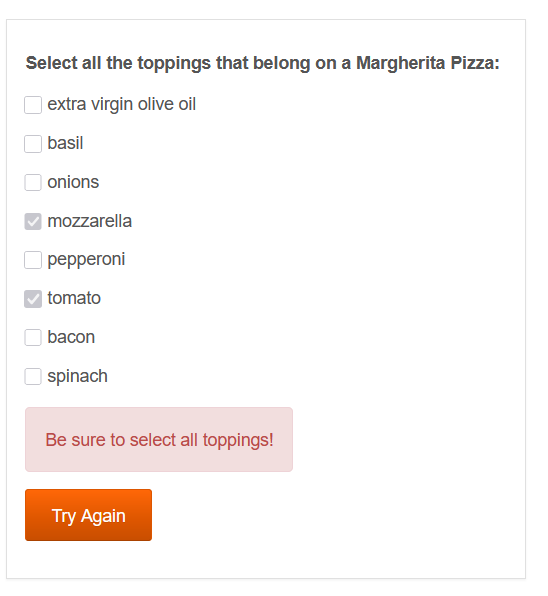 Select all the toppings that belong on a Margherita Pizza:
extra virgin olive oil
basil
onions
mozzarella
pepperoni
tomato
bacon
spinach
Be sure to select all toppings!
Try Again